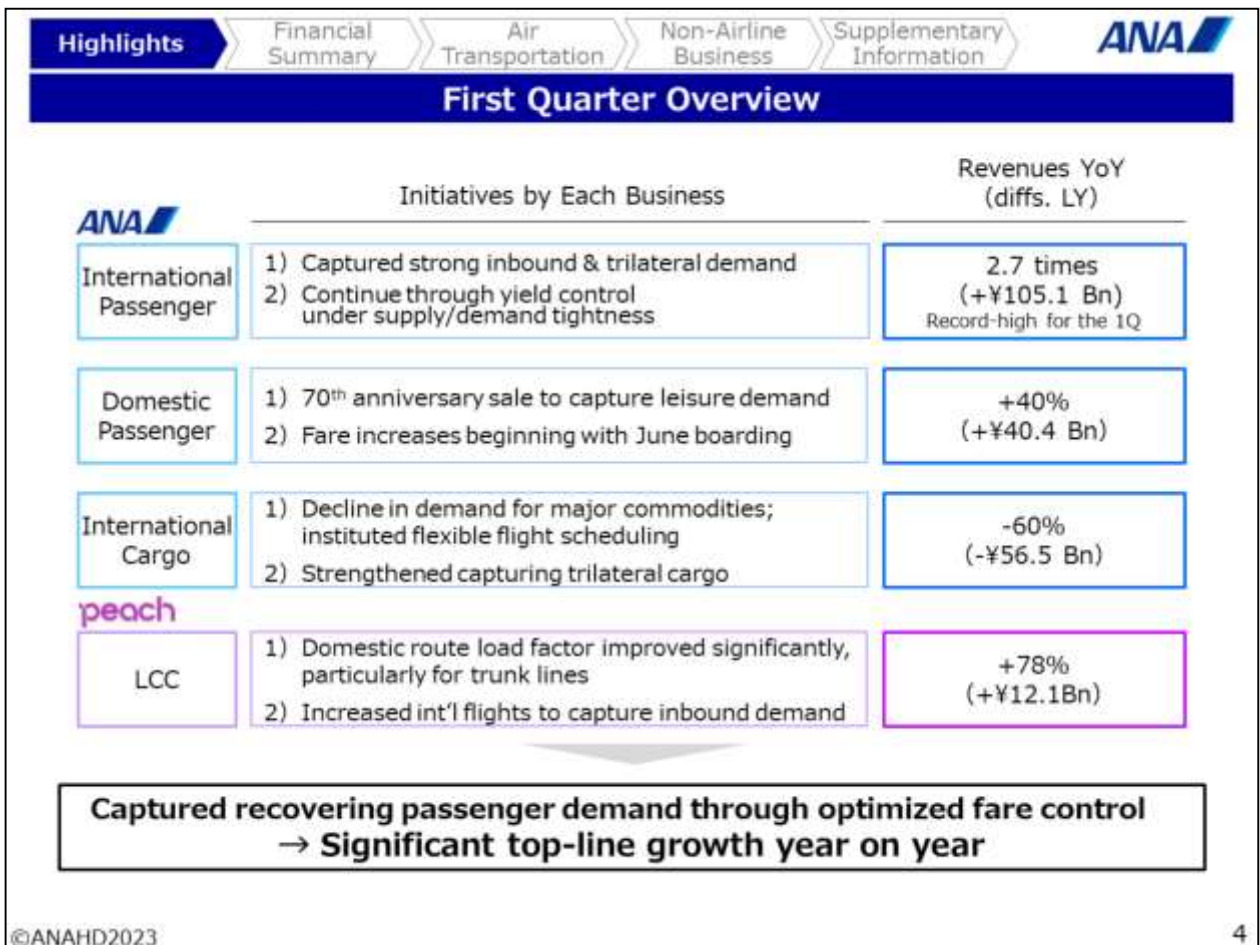 Highlights
Financial
Summary
Air
Transportation
Non-Airline
Business
Supplementary
Information
ANA
First Quarter Overview
Initiatives by Each Business
Revenues YoY
(diffs. LY)
ANA
International
Passenger
1) Captured strong inbound & trilateral demand
2) Continue through yield control
under supply/demand tightness
2.7 times
(+¥105.1 Bn)
Record-high for the 1Q
Domestic
Passenger
1) 70th anniversary sale to capture leisure demand
2) Fare increases beginning with June boarding
+40%
(+¥40.4 Bn)
International
Cargo
1) Decline in demand for major commodities;
instituted flexible flight scheduling
2) Strengthened capturing trilateral cargo
-60%
(-¥56.5 Bn)
peach
LCC
1) Domestic route load factor improved significantly,
particularly for trunk lines
2) Increased int'l flights to capture inbound demand
+78%
(+¥12.1Bn)
Captured recovering passenger demand through optimized fare control
→ Significant top-line growth year on year
©ANAHD2023
4